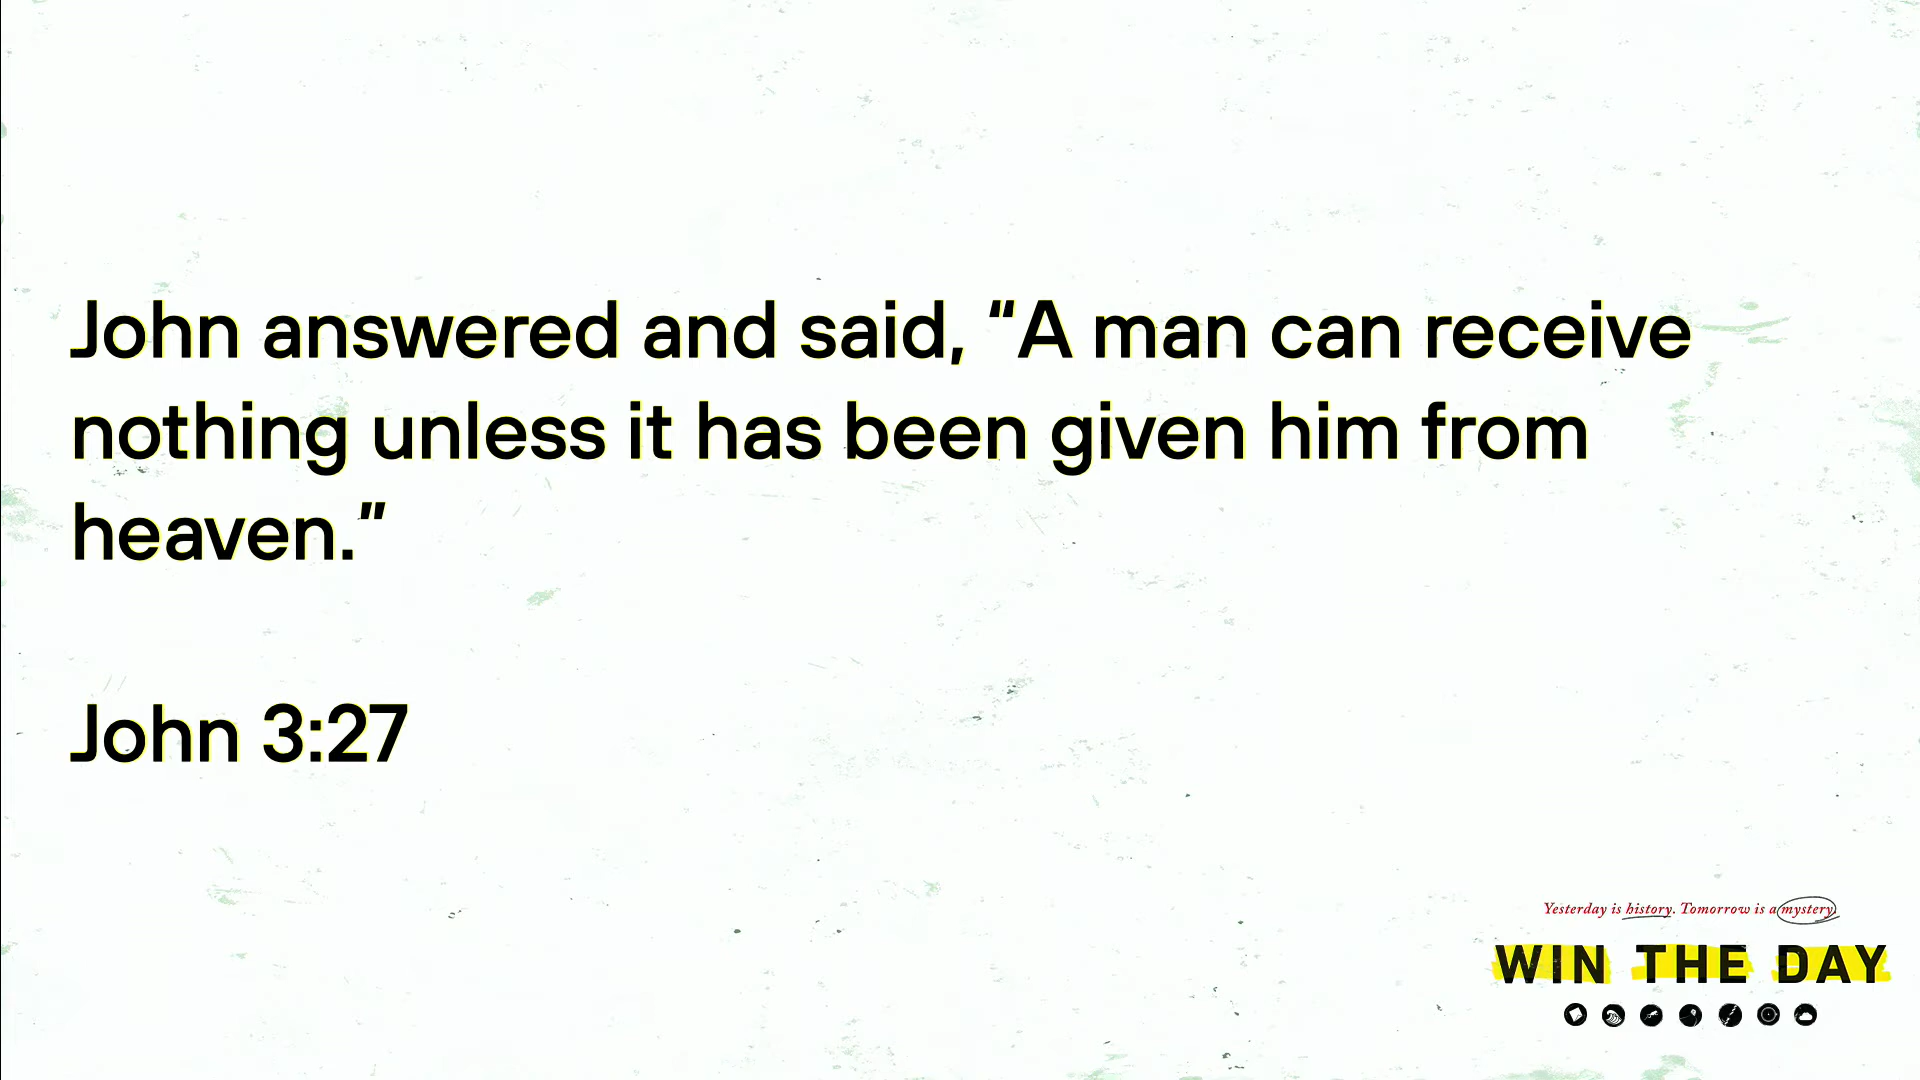 John answered and said, “A man can receive
nothing unless it has been given him from
heaven.”
John 3:27
Yesterday is history. Tomorrow is a mystery.
WIN THE DAY